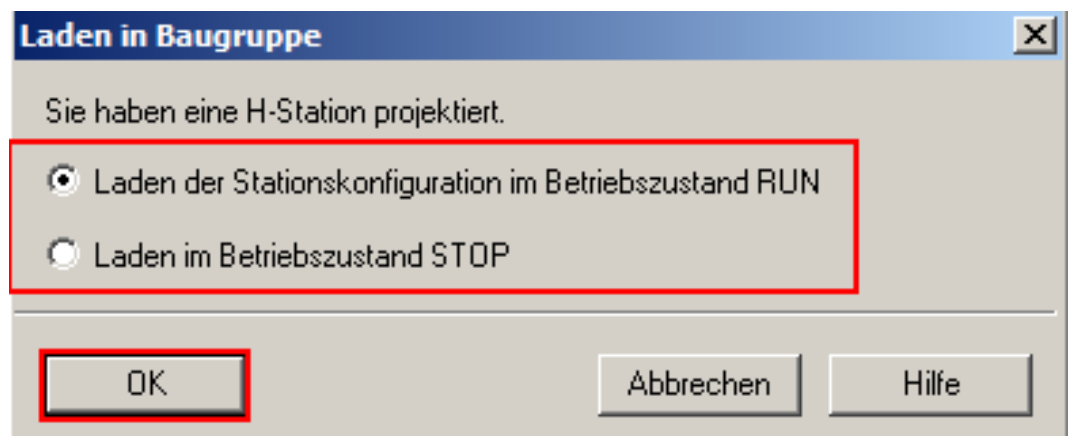 Laden in Baugruppe
Sie haben eine H-Station projektiert.
Laden der Stationskonfiguration im Betriebszustand RUN
Laden im Betriebszustand STOP
OK Abbrechen Hilfe